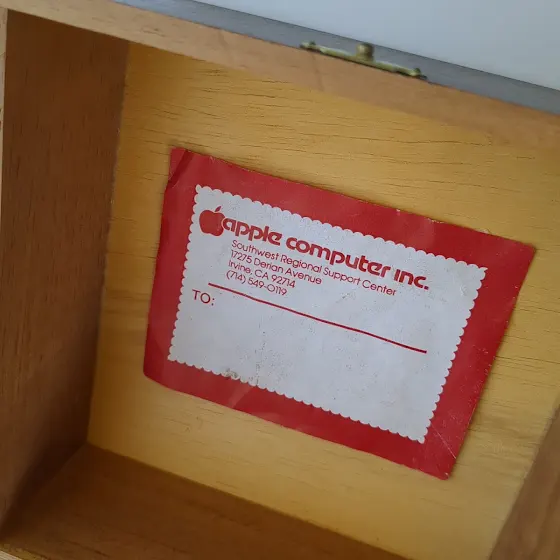 apple computer inc.
Southwest Regional Support Center
17275 Derian Avenue
Irvine, CA 92714
(714) 549-0119
TO: